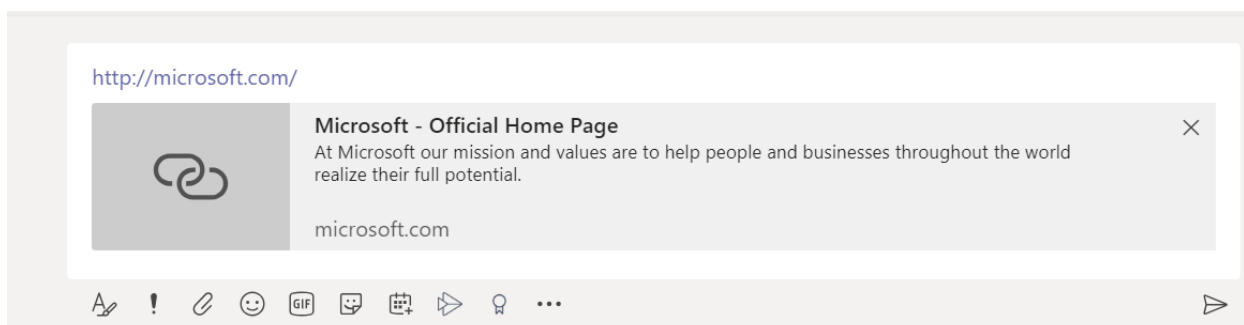 http://microsoft.com/
Microsoft - Official Home Page
At Microsoft our mission and values are to help people and businesses throughout the world
realize their full potential.
microsoft.com
GIF